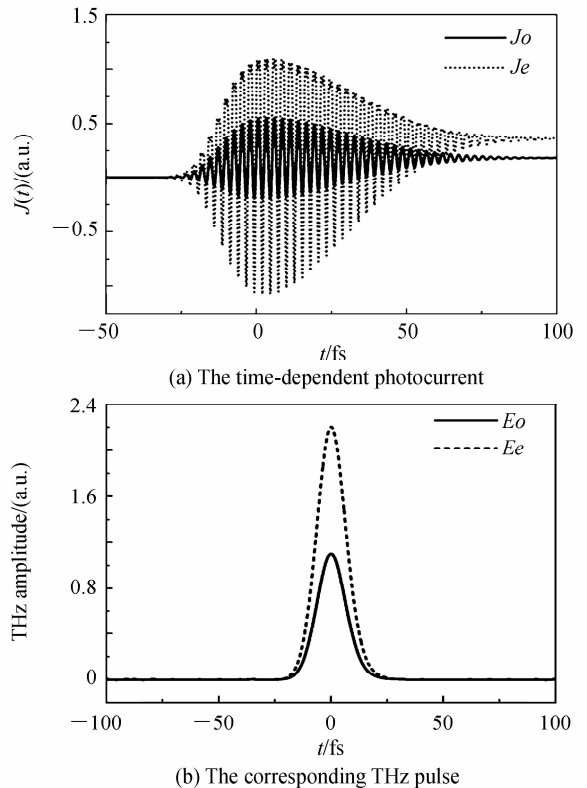 1.5
Jo
Je
0.5
J(t)/(a.u.)
−0.5
−50
0
50
100
t/fs
(a) The time-dependent photocurrent
2.4
Eo
Ee
1.6
THz amplitude/(a.u.)
0.8
0
−100
−50
0
50
100
t/fs
(b) The corresponding THz pulse